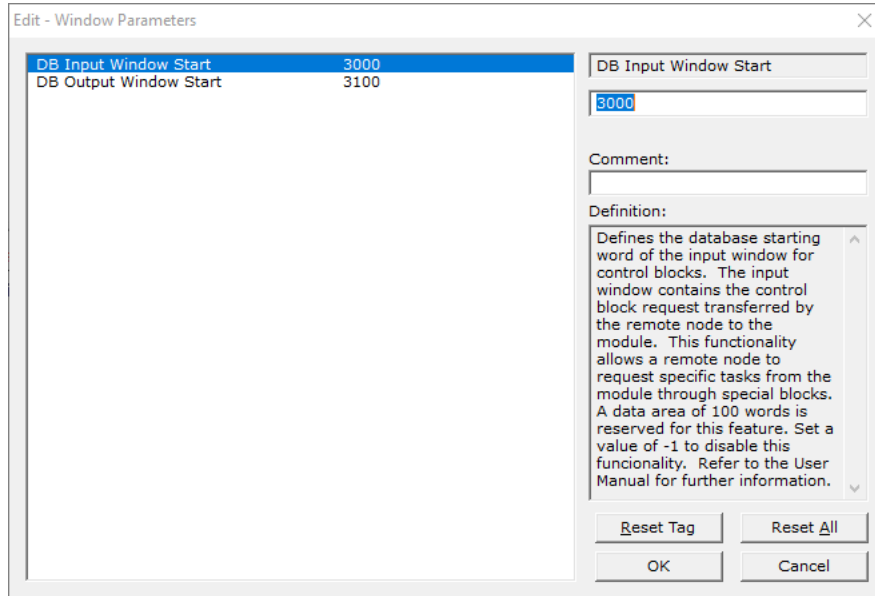 Edit - Window Parameters
DB Input Window Start 3000
DB Output Window Start 3100
DB Input Window Start
3000
Comment:
Definition:
Defines the database starting
word of the input window for
control blocks. The input
window contains the control
block request transferred by
the remote node to the
module. This functionality
allows a remote node to
request specific tasks from the
module through special blocks.
A data area of 100 words is
reserved for this feature. Set a
value of -1 to disable this
funcionality. Refer to the User
Manual for further information.
Reset Tag Reset All
OK Cancel